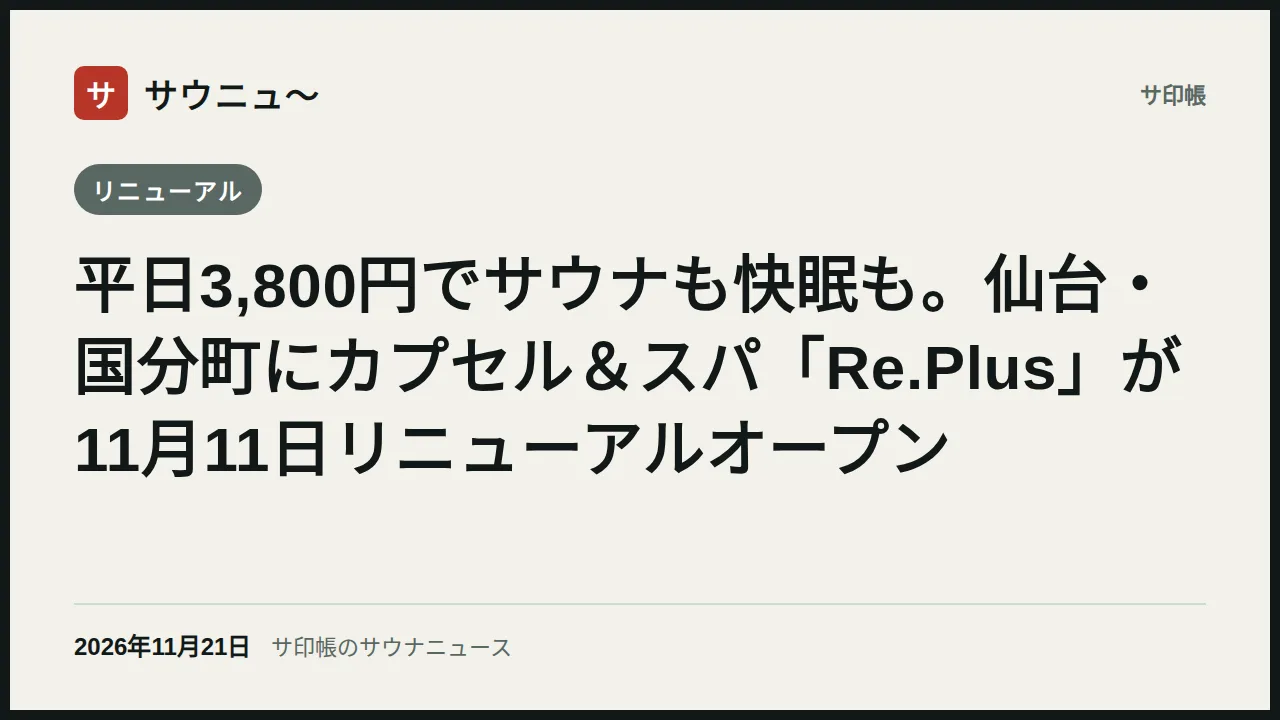 サ サウニュ〜
サ印帳
リニューアル
平日3,800円でサウナも快眠も。仙台・
国分町にカプセル＆スパ「Re.Plus」が
11月11日リニューアルオープン
2026年11月21日 サ印帳のサウナニュース